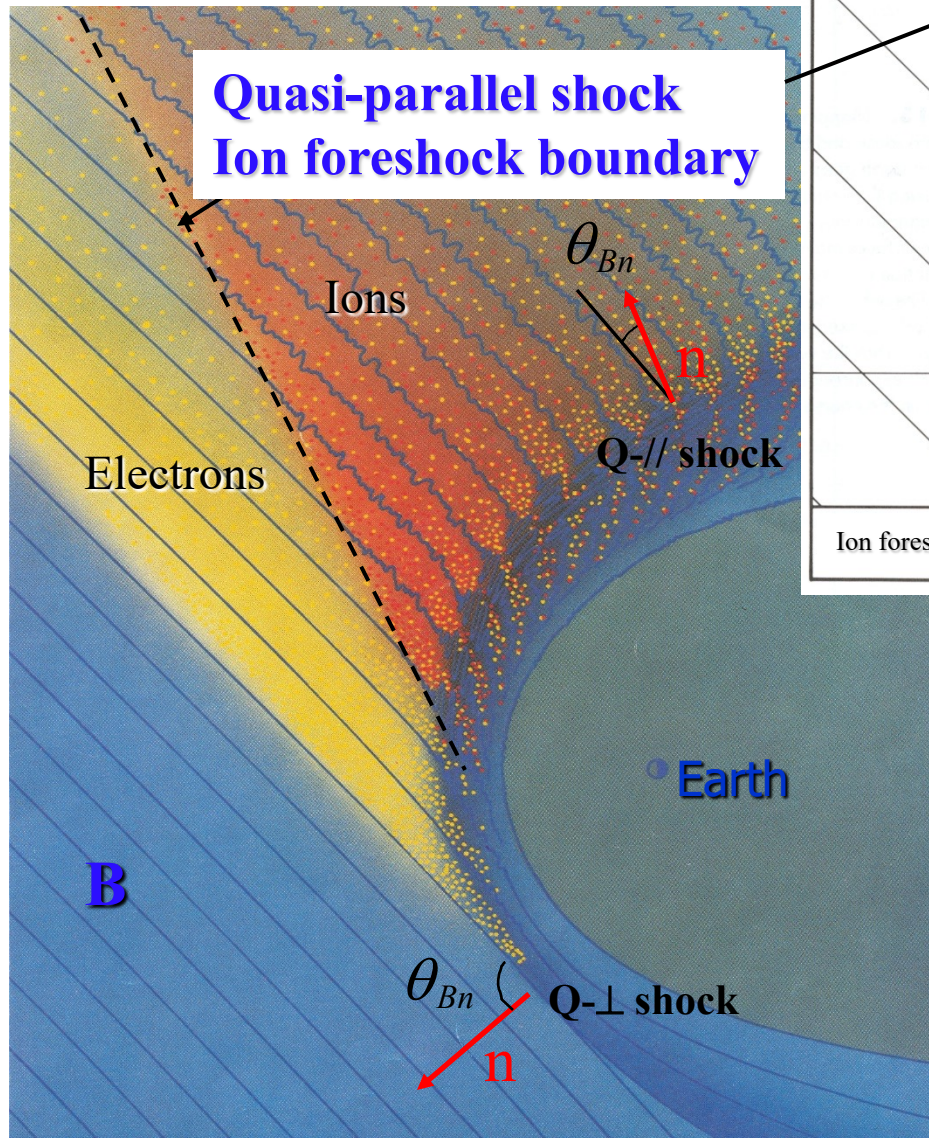 Quasi-parallel shock
Ion foreshock boundary
θBn
Ions
n
Q-// shock
Electrons
Ion fores
Earth
B
θBn
Q-⊥ shock
n